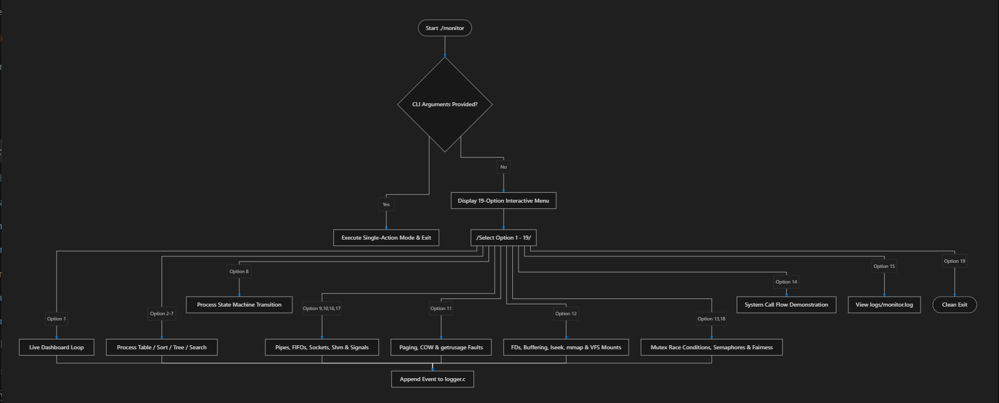 Start ./monitor
CLI Arguments Provided?
No
Display 19-Option Interactive Menu
Yes
Execute Single-Action Mode & Exit
/Select Option 1 - 19/
Option 19
Option 15
Option 8
Option 14
Process State Machine Transition
System Call Flow Demonstration
View logs/monitor.log
Clean Exit
Option 9,10,16,17
Option 11
Option 12
Option 2-7
Option 1
Option 13,18
Live Dashboard Loop
Process Table / Sort / Tree / Search
Pipes, FIFOs, Sockets, Shm & Signals
Paging, COW & getrusage Faults
FDs, Buffering, lseek, mmap & VFS Mounts
Mutex Race Conditions, Semaphores & Fairness
Append Event to logger.c